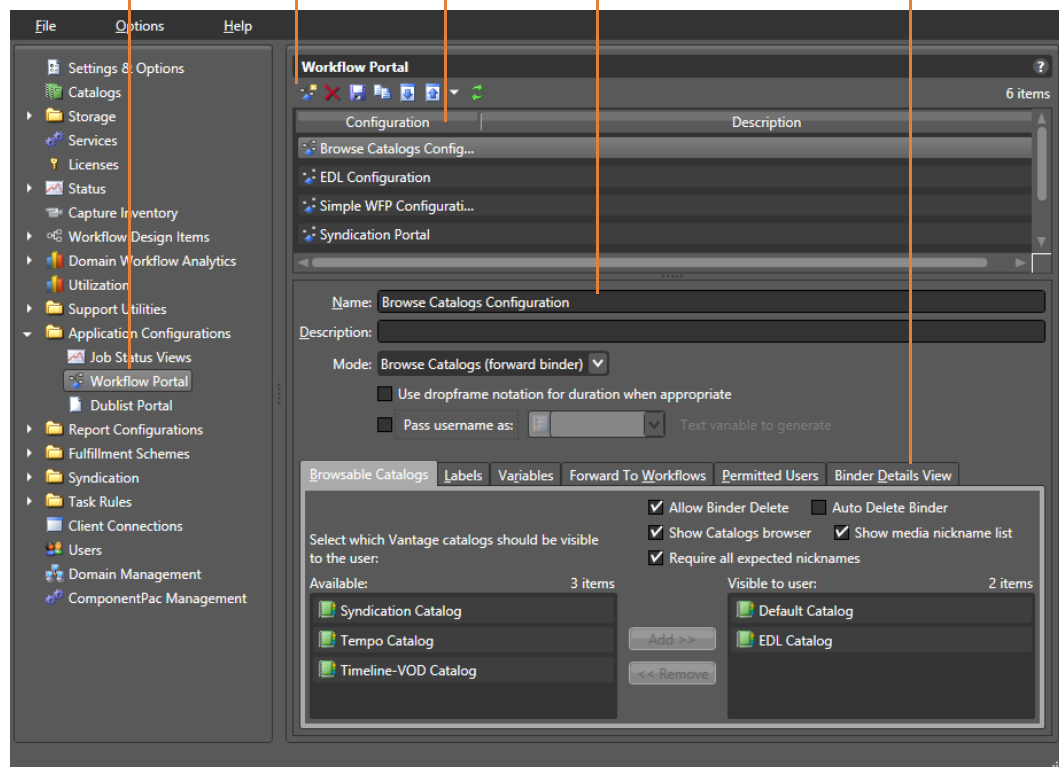 File Options Help
Settings & Options
Catalogs
Storage
Services
Licenses
Status
Capture Inventory
Workflow Design Items
Domain Workflow Analytics
Utilization
Support Utilities
Application Configurations
Job Status Views
Workflow Portal
Dublist Portal
Report Configurations
Fulfillment Schemes
Syndication
Task Rules
Client Connections
Users
Domain Management
ComponentPac Management
Workflow Portal ?
6 items
Configuration Description
Browse Catalogs Config...
EDL Configuration
Simple WFP Configurati...
Syndication Portal
Name: Browse Catalogs Configuration
Description:
Mode: Browse Catalogs (forward binder)
Use dropframe notation for duration when appropriate
Pass username as: Text variable to generate
Browsable Catalogs Labels Variables Forward To Workflows Permitted Users Binder Details View
Allow Binder Delete Auto Delete Binder
Select which Vantage catalogs should be visible
to the user:
Show Catalogs browser Show media nickname list
Require all expected nicknames
Available: 3 items
Syndication Catalog
Tempo Catalog
Timeline-VOD Catalog
Add >>
<< Remove
Visible to user: 2 items
Default Catalog
EDL Catalog